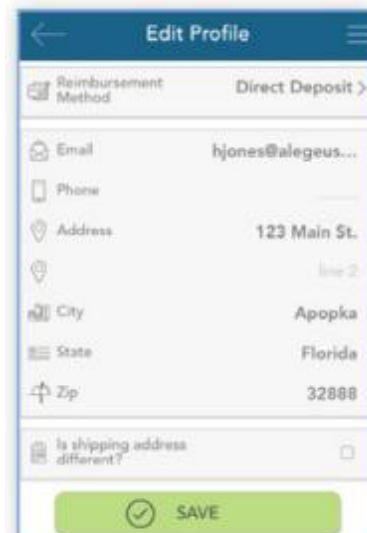 Edit Profile
Reimbursement
Method
Direct Deposit >
Email
hjones@alegeus...
Phone
Address
123 Main St.
line 2
City
Apopka
State
Florida
Zip
32888
Is shipping address
different?
SAVE